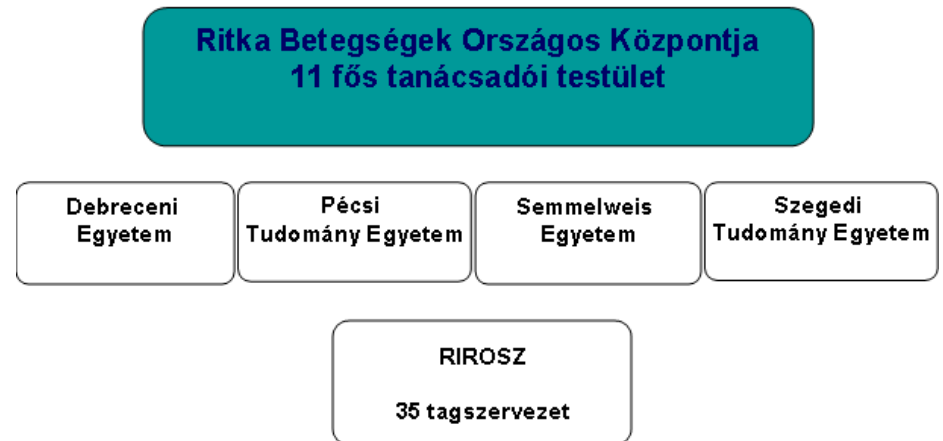 Ritka Betegségek Országos Központja
11 fős tanácsadói testület
Debreceni
Egyetem
Pécsi
Tudomány Egyetem
Semmelweis
Egyetem
Szegedi
Tudomány Egyetem
RIROSZ
35 tagszervezet